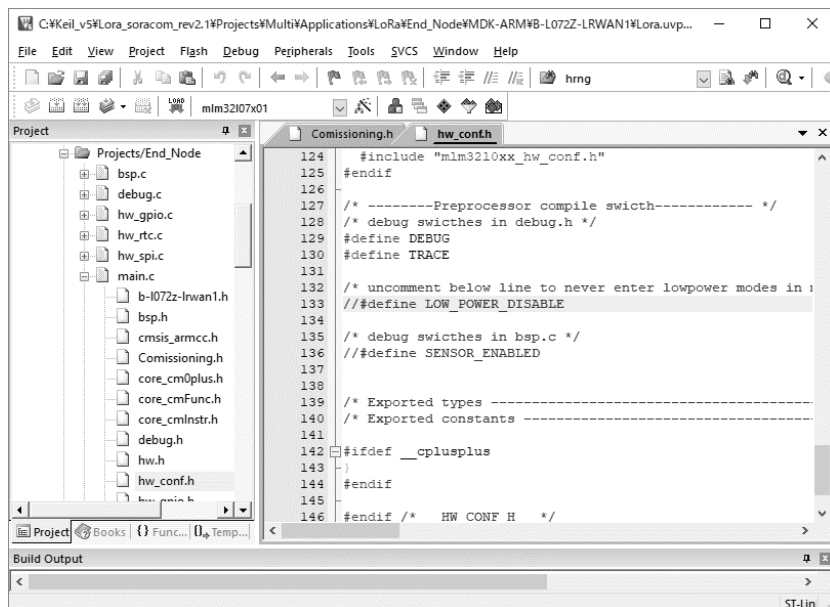 C:¥Keil_v5¥Lora_soracom_rev2.1¥Projects¥Multi¥Applications¥LoRa¥End_Node¥MDK-ARM¥B-L072Z-LRWAN1¥Lora.uvp...
File Edit View Project Flash Debug Peripherals Tools SVCS Window Help
hrng
LOAD mlm32l07x01
Project
Projects/End_Node
bsp.c
debug.c
hw_gpio.c
hw_rtc.c
hw_spi.c
main.c
b-l072z-lrwan1.h
bsp.h
cmsis_armcc.h
Comissioning.h
core_cm0plus.h
core_cmFunc.h
core_cmInstr.h
debug.h
hw.h
hw_conf.h
hw_gpio.h
Project Books {} Func... Temp...
Comissioning.h hw_conf.h
124 #include "mlm32l0xx_hw_conf.h"
125 #endif
126
127 /* --------Preprocessor compile swicth------------ */
128 /* debug swicthes in debug.h */
129 #define DEBUG
130 #define TRACE
131
132 /* uncomment below line to never enter lowpower modes in
133 //#define LOW_POWER_DISABLE
134
135 /* debug swicthes in bsp.c */
136 //#define SENSOR_ENABLED
137
138
139 /* Exported types ----------------------------------------
140 /* Exported constants ------------------------------------
141
142 #ifdef __cplusplus
143 }
144 #endif
145
146 #endif /* __HW_CONF_H__ */
Build Output
ST-Lin